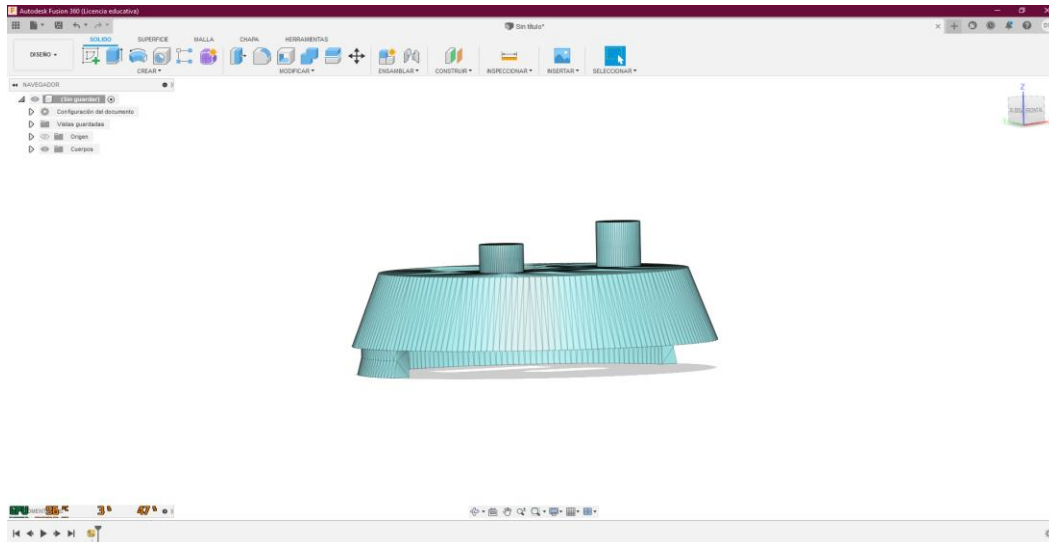 Autodesk Fusion 360 (Licencia educativa)
Sin título*
SÓLIDO SUPERFICIE MALLA CHAPA HERRAMIENTAS
DISEÑO
CREAR MODIFICAR ENSAMBLAR CONSTRUIR INSPECCIONAR INSERTAR SELECCIONAR
NAVEGADOR
(Sin guardar)
Configuración del documento
Vistas guardadas
Origen
Cuerpos
Z
GPU